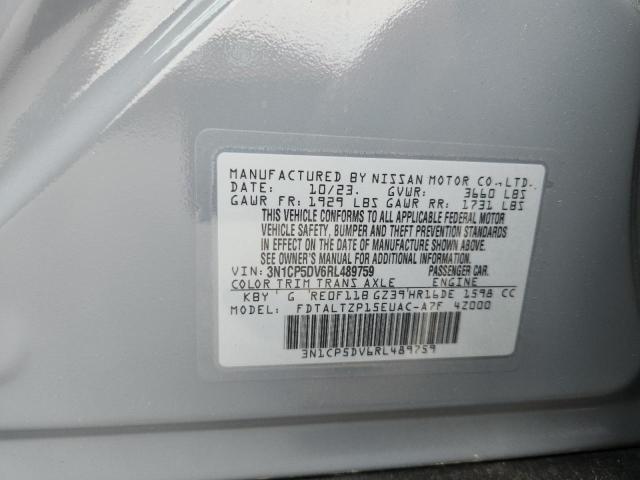 MANUFACTURED BY NISSAN MOTOR CO., LTD.
DATE: 10/23. GVWR: 3660 LBS
GAWR FR: 1929 LBS GAWR RR: 1731 LBS
THIS VEHICLE CONFORMS TO ALL APPLICABLE FEDERAL MOTOR
VEHICLE SAFETY, BUMPER AND THEFT PREVENTION STANDARDS
IN EFFECT ON THE DATE OF MANUFACTURE SHOWN ABOVE.
SEE OWNER'S MANUAL FOR ADDITIONAL INFORMATION.
VIN: 3N1CP5DV6RL489759 PASSENGER CAR.
COLOR TRIM TRANS AXLE ENGINE
KBY G RE0F11B GZ39 HR16DE 1598 CC
MODEL: FDTALTZP15EUAC-A7F 42000
3N1CP5DV6RL489759